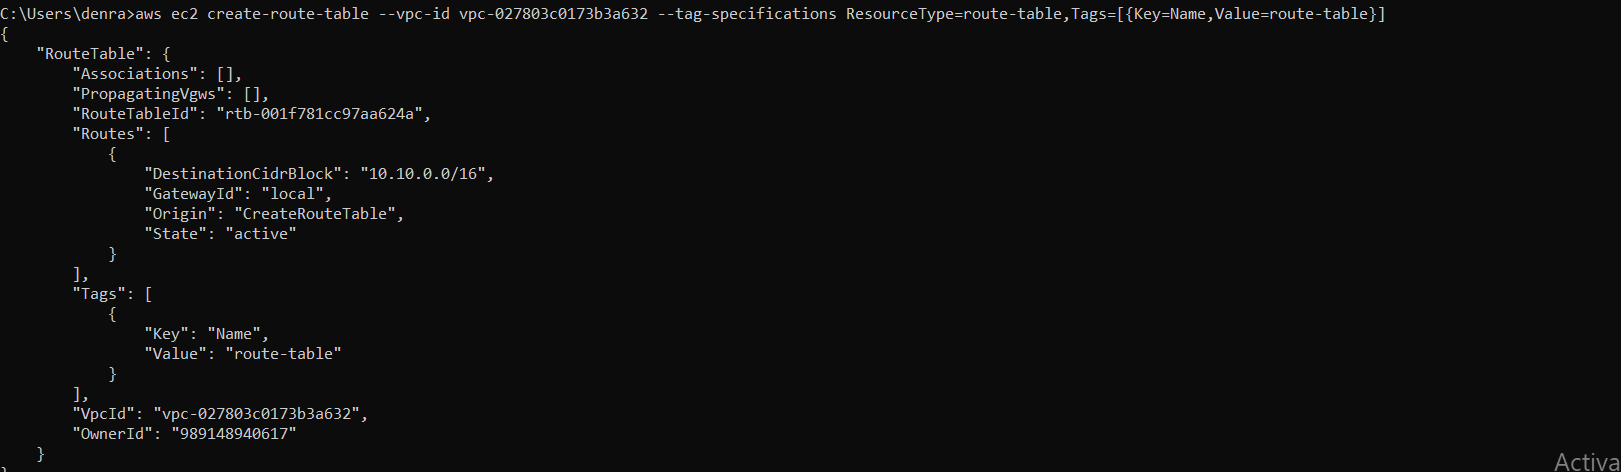 C:\Users\denra>aws ec2 create-route-table --vpc-id vpc-027803c0173b3a632 --tag-specifications ResourceType=route-table,Tags=[{Key=Name,Value=route-table}]
{
    "RouteTable": {
        "Associations": [],
        "PropagatingVgws": [],
        "RouteTableId": "rtb-001f781cc97aa624a",
        "Routes": [
            {
                "DestinationCidrBlock": "10.10.0.0/16",
                "GatewayId": "local",
                "Origin": "CreateRouteTable",
                "State": "active"
            }
        ],
        "Tags": [
            {
                "Key": "Name",
                "Value": "route-table"
            }
        ],
        "VpcId": "vpc-027803c0173b3a632",
        "OwnerId": "989148940617"
    }
}
Activa